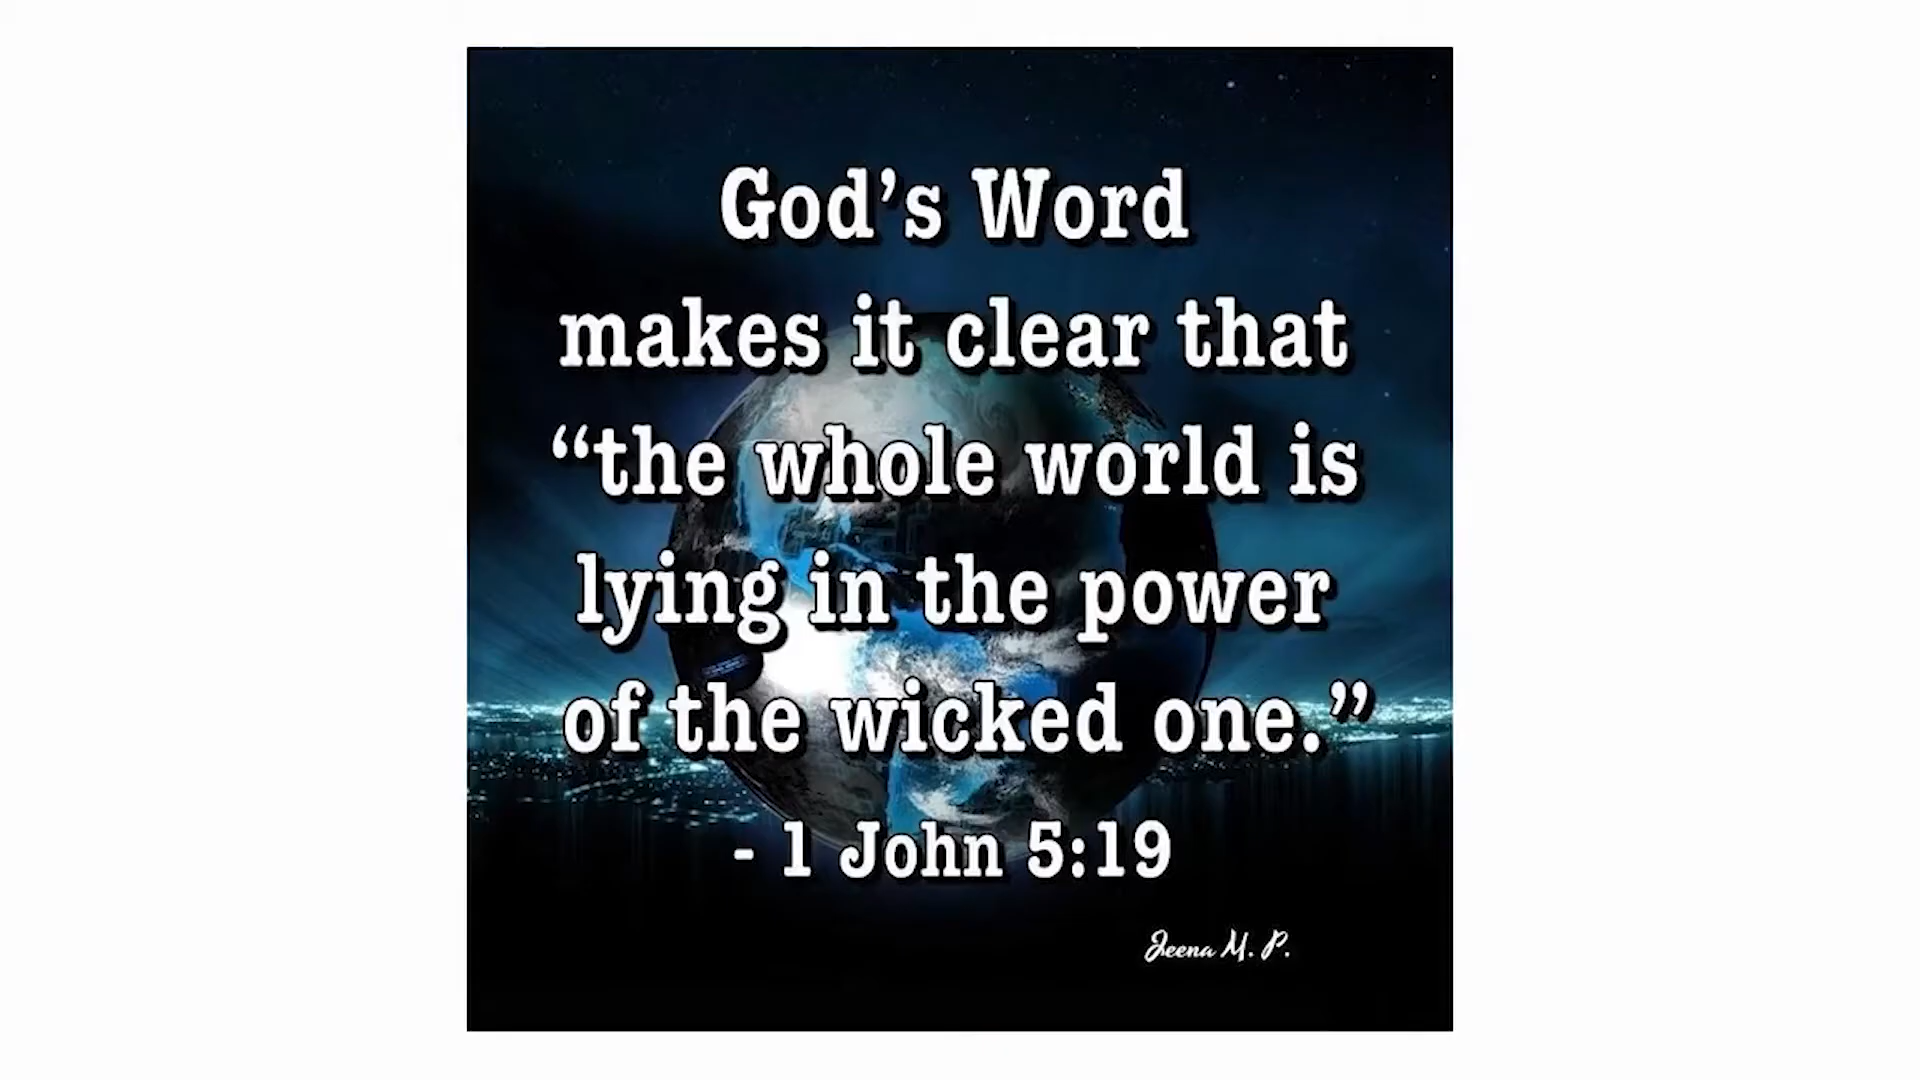 God’s Word
makes it clear that
“the whole world is
lying in the power
of the wicked one.”
- 1 John 5:19
Jeena M. P.